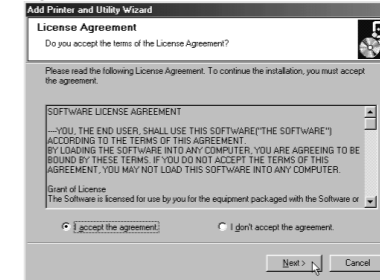 Add Printer and Utility Wizard
License Agreement
Do you accept the terms of the License Agreement?
Please read the following License Agreement. To continue the installation, you must accept
the agreement.
SOFTWARE LICENSE AGREEMENT
---YOU, THE END USER, SHALL USE THIS SOFTWARE("THE SOFTWARE")
ACCORDING TO THE TERMS OF THIS AGREEMENT.
BY LOADING THE SOFTWARE INTO ANY COMPUTER, YOU ARE AGREEING TO BE
BOUND BY THESE TERMS. IF YOU DO NOT ACCEPT THE TERMS OF THIS
AGREEMENT, YOU MAY NOT LOAD THIS SOFTWARE INTO ANY COMPUTER.
Grant of License
The Software is licensed for use by you for the equipment packaged with the Software or
I accept the agreement. I don't accept the agreement.
Next > Cancel